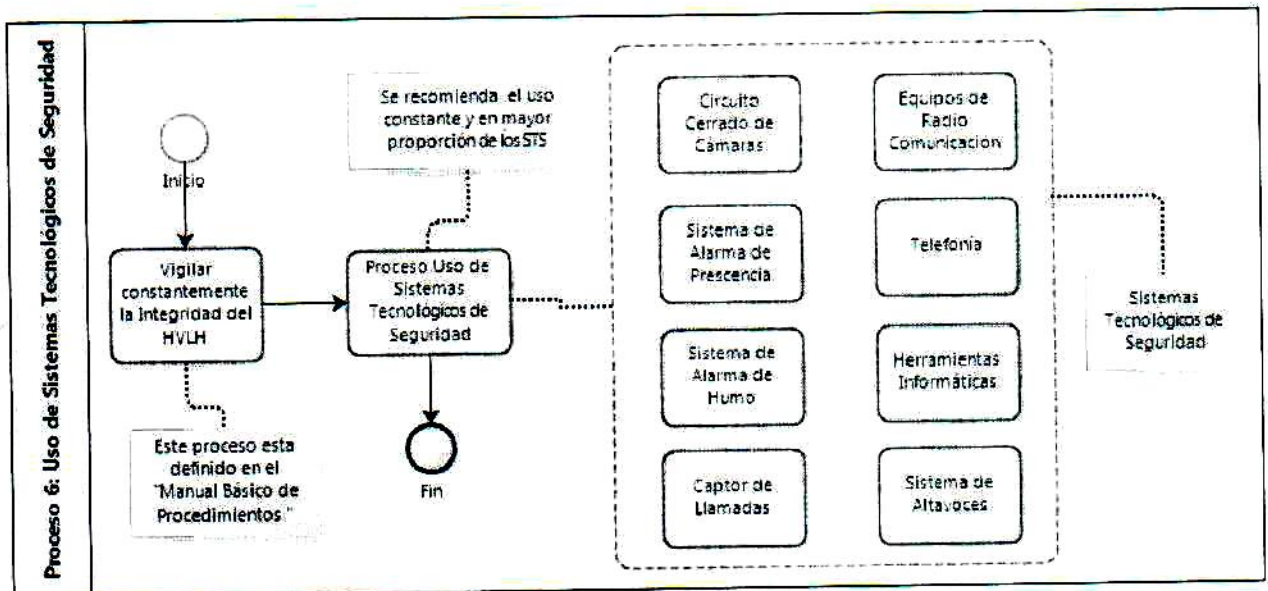 Proceso 6: Uso de Sistemas Tecnológicos de Seguridad
Inicio
Vigilar
constantemente
la Integridad del
HVLH
Este proceso esta
definido en el
"Manual Básico de
Procedimientos"
Se recomienda el uso
constante y en mayor
proporción de los STS
Proceso Uso de
Sistemas
Tecnológicos de
Seguridad
Fin
Circuito
Cerrado de
Cámaras
Equipos de
Radio
Comunicación
Sistema de
Alarma de
Prescencia
Telefonía
Sistema de
Alarma de
Humo
Herramientas
Informáticas
Captor de
Llamadas
Sistema de
Altavoces
Sistemas
Tecnológicos de
Seguridad